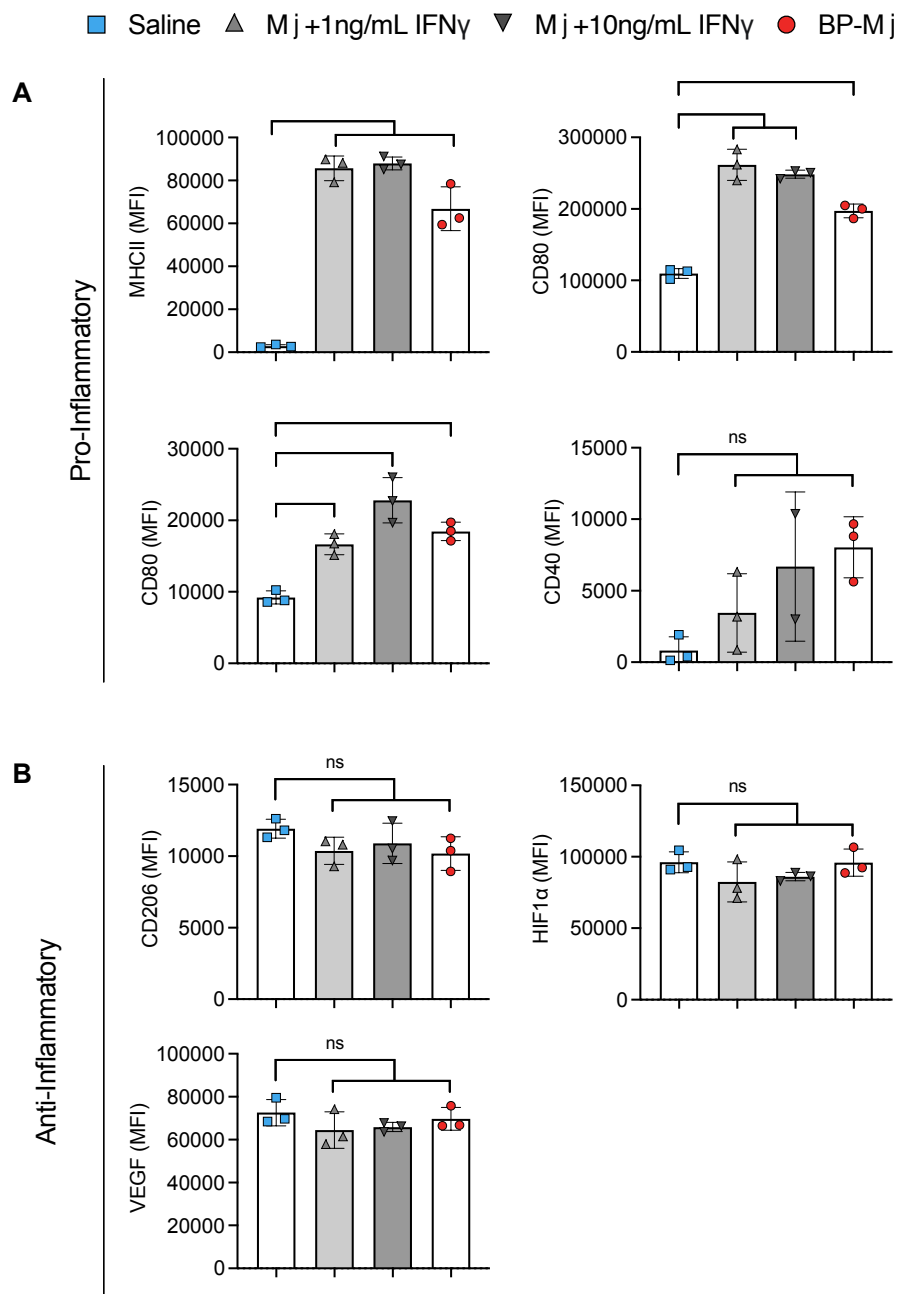 Saline Mj+1ng/mL IFNγ Mj+10ng/mL IFNγ BP-Mj
A
Pro-Inflammatory
MHCII (MFI)
100000
80000
60000
40000
20000
0
CD80 (MFI)
300000
200000
100000
0
CD80 (MFI)
30000
20000
10000
0
CD40 (MFI)
15000
10000
5000
0
ns
B
Anti-Inflammatory
CD206 (MFI)
15000
10000
5000
0
ns
HIF1α (MFI)
150000
100000
50000
0
ns
VEGF (MFI)
100000
80000
60000
40000
20000
0
ns